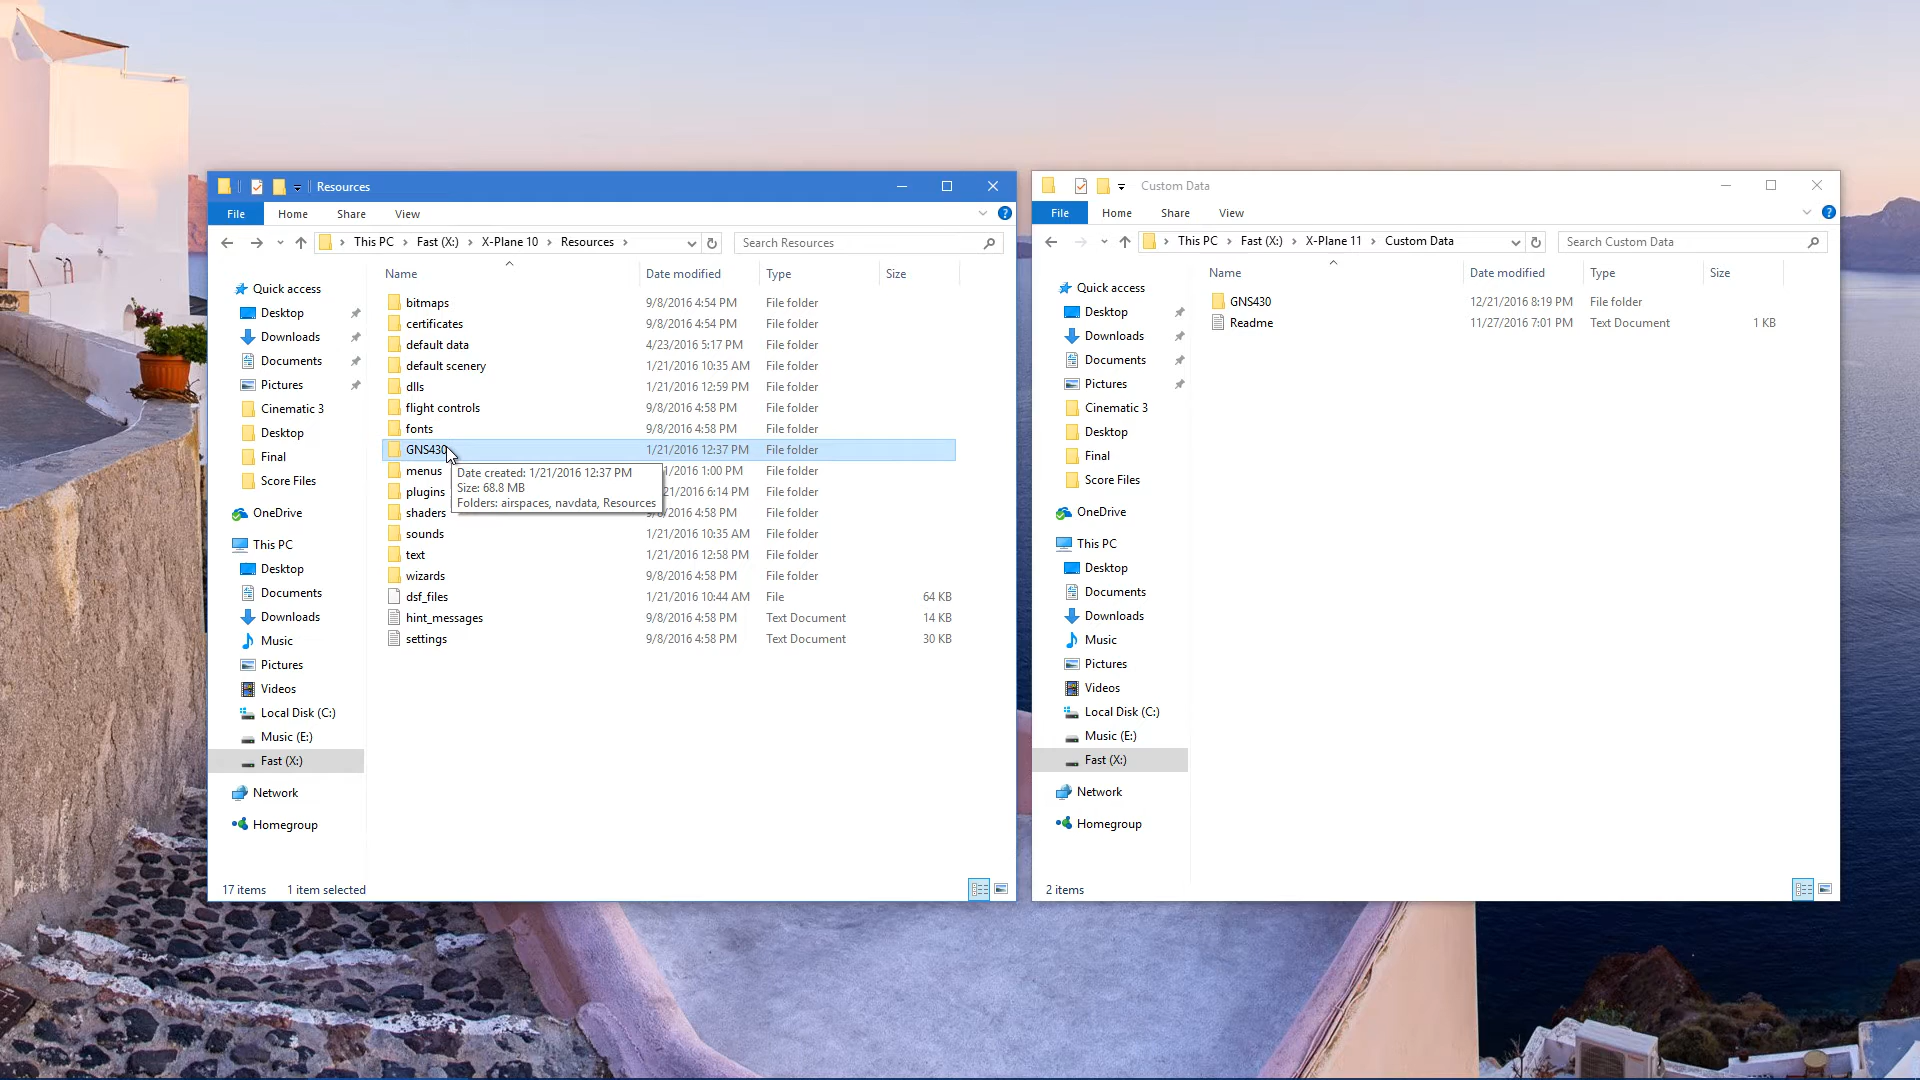 Resources
File Home Share View
This PC Fast (X:) X-Plane 10 Resources
Search Resources
Name Date modified Type Size
Quick access
Desktop
Downloads
Documents
Pictures
Cinematic 3
Desktop
Final
Score Files
OneDrive
This PC
Desktop
Documents
Downloads
Music
Pictures
Videos
Local Disk (C:)
Music (E:)
Fast (X:)
Network
Homegroup
bitmaps 9/8/2016 4:54 PM File folder
certificates 9/8/2016 4:54 PM File folder
default data 4/23/2016 5:17 PM File folder
default scenery 1/21/2016 10:35 AM File folder
dlls 1/21/2016 12:59 PM File folder
flight controls 9/8/2016 4:58 PM File folder
fonts 9/8/2016 4:58 PM File folder
GNS430 1/21/2016 12:37 PM File folder
menus 1/2016 1:00 PM File folder
plugins 21/2016 6:14 PM File folder
shaders /2016 4:58 PM File folder
sounds 1/21/2016 10:35 AM File folder
text 1/21/2016 12:58 PM File folder
wizards 9/8/2016 4:58 PM File folder
dsf_files 1/21/2016 10:44 AM File 64 KB
hint_messages 9/8/2016 4:58 PM Text Document 14 KB
settings 9/8/2016 4:58 PM Text Document 30 KB
Date created: 1/21/2016 12:37 PM
Size: 68.8 MB
Folders: airspaces, navdata, Resources
17 items 1 item selected
Custom Data
File Home Share View
This PC Fast (X:) X-Plane 11 Custom Data
Search Custom Data
Name Date modified Type Size
Quick access
Desktop
Downloads
Documents
Pictures
Cinematic 3
Desktop
Final
Score Files
OneDrive
This PC
Desktop
Documents
Downloads
Music
Pictures
Videos
Local Disk (C:)
Music (E:)
Fast (X:)
Network
Homegroup
GNS430 12/21/2016 8:19 PM File folder
Readme 11/27/2016 7:01 PM Text Document 1 KB
2 items